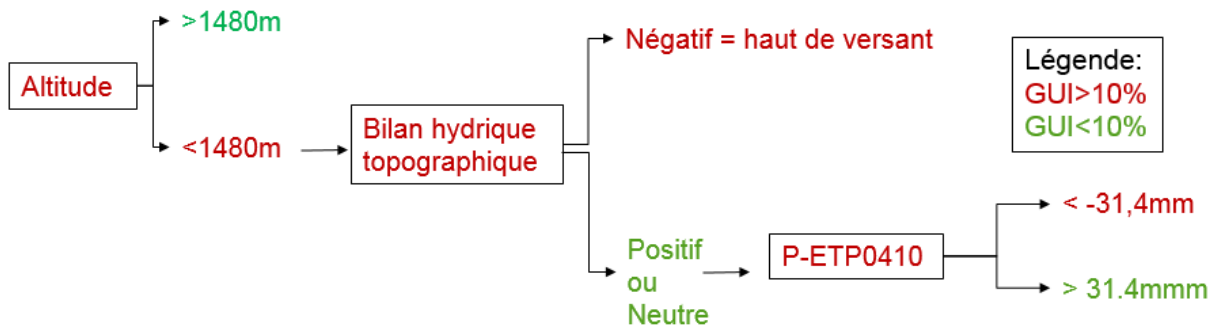 >1480m
Altitude
<1480m
Bilan hydrique
topographique
Négatif = haut de versant
Positif
ou
Neutre
P-ETP0410
< -31,4mm
> 31.4mmm
Légende:
GUI>10%
GUI<10%